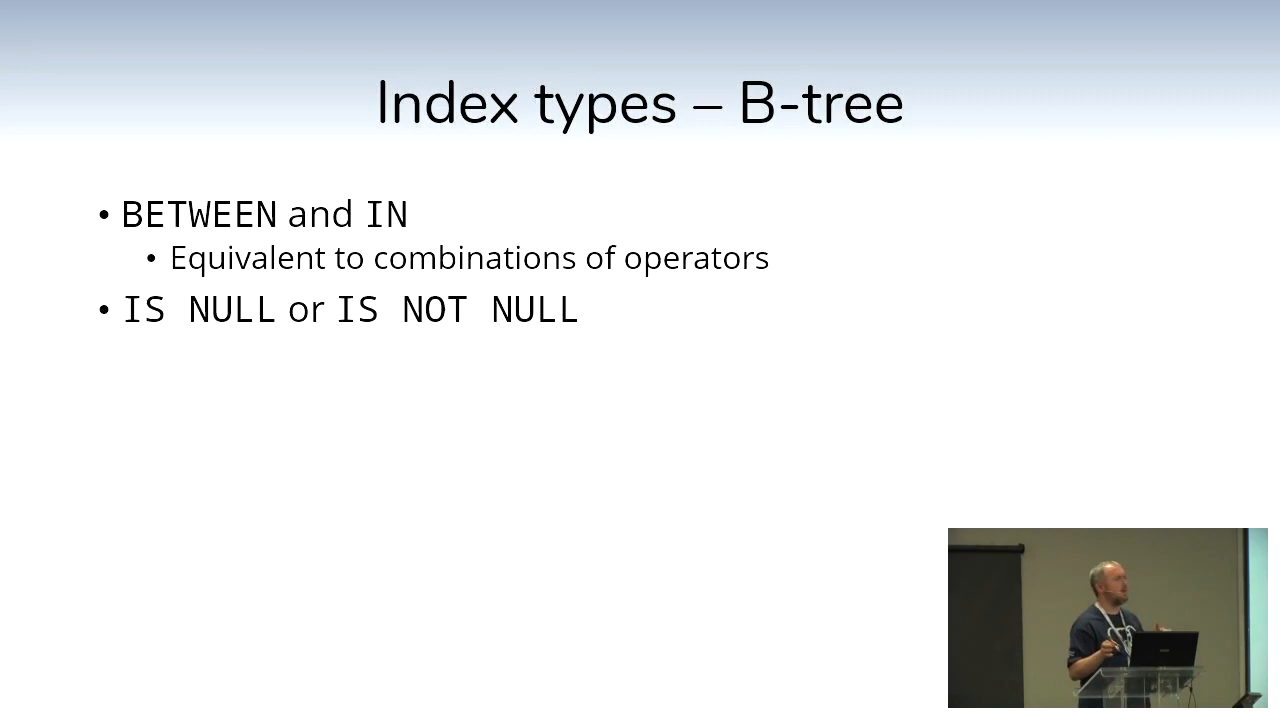 Index types – B-tree
• BETWEEN and IN
• Equivalent to combinations of operators
• IS NULL or IS NOT NULL